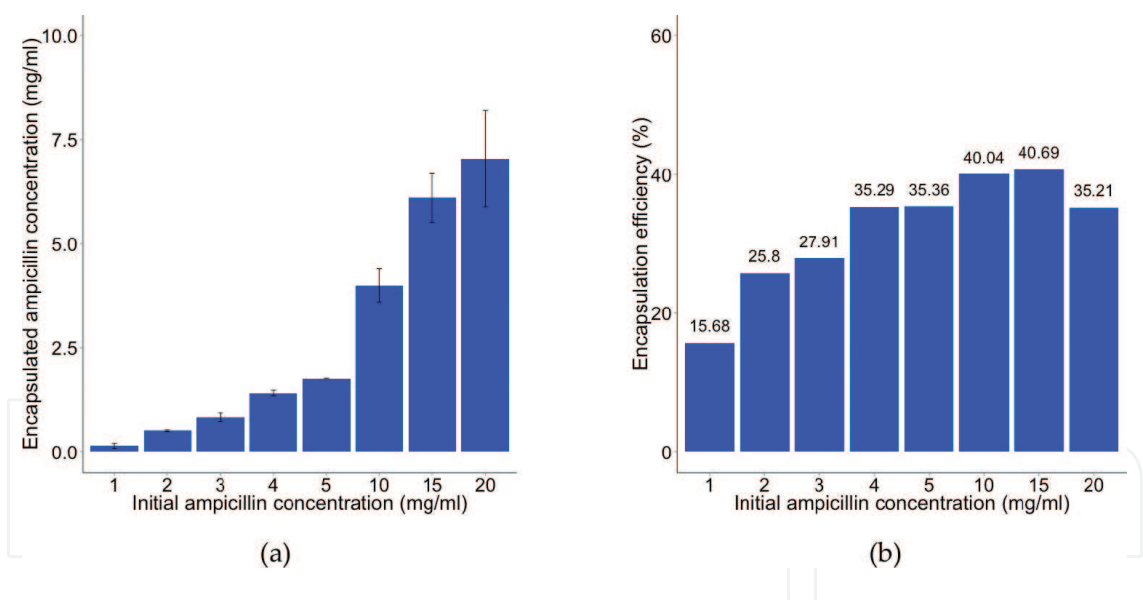 Encapsulated ampicillin concentration (mg/ml)
10.0
7.5
5.0
2.5
0.0
1 2 3 4 5 10 15 20
Initial ampicillin concentration (mg/ml)
(a)
Encapsulation efficiency (%)
60
40
20
0
15.68
25.8
27.91
35.29
35.36
40.04
40.69
35.21
1 2 3 4 5 10 15 20
Initial ampicillin concentration (mg/ml)
(b)